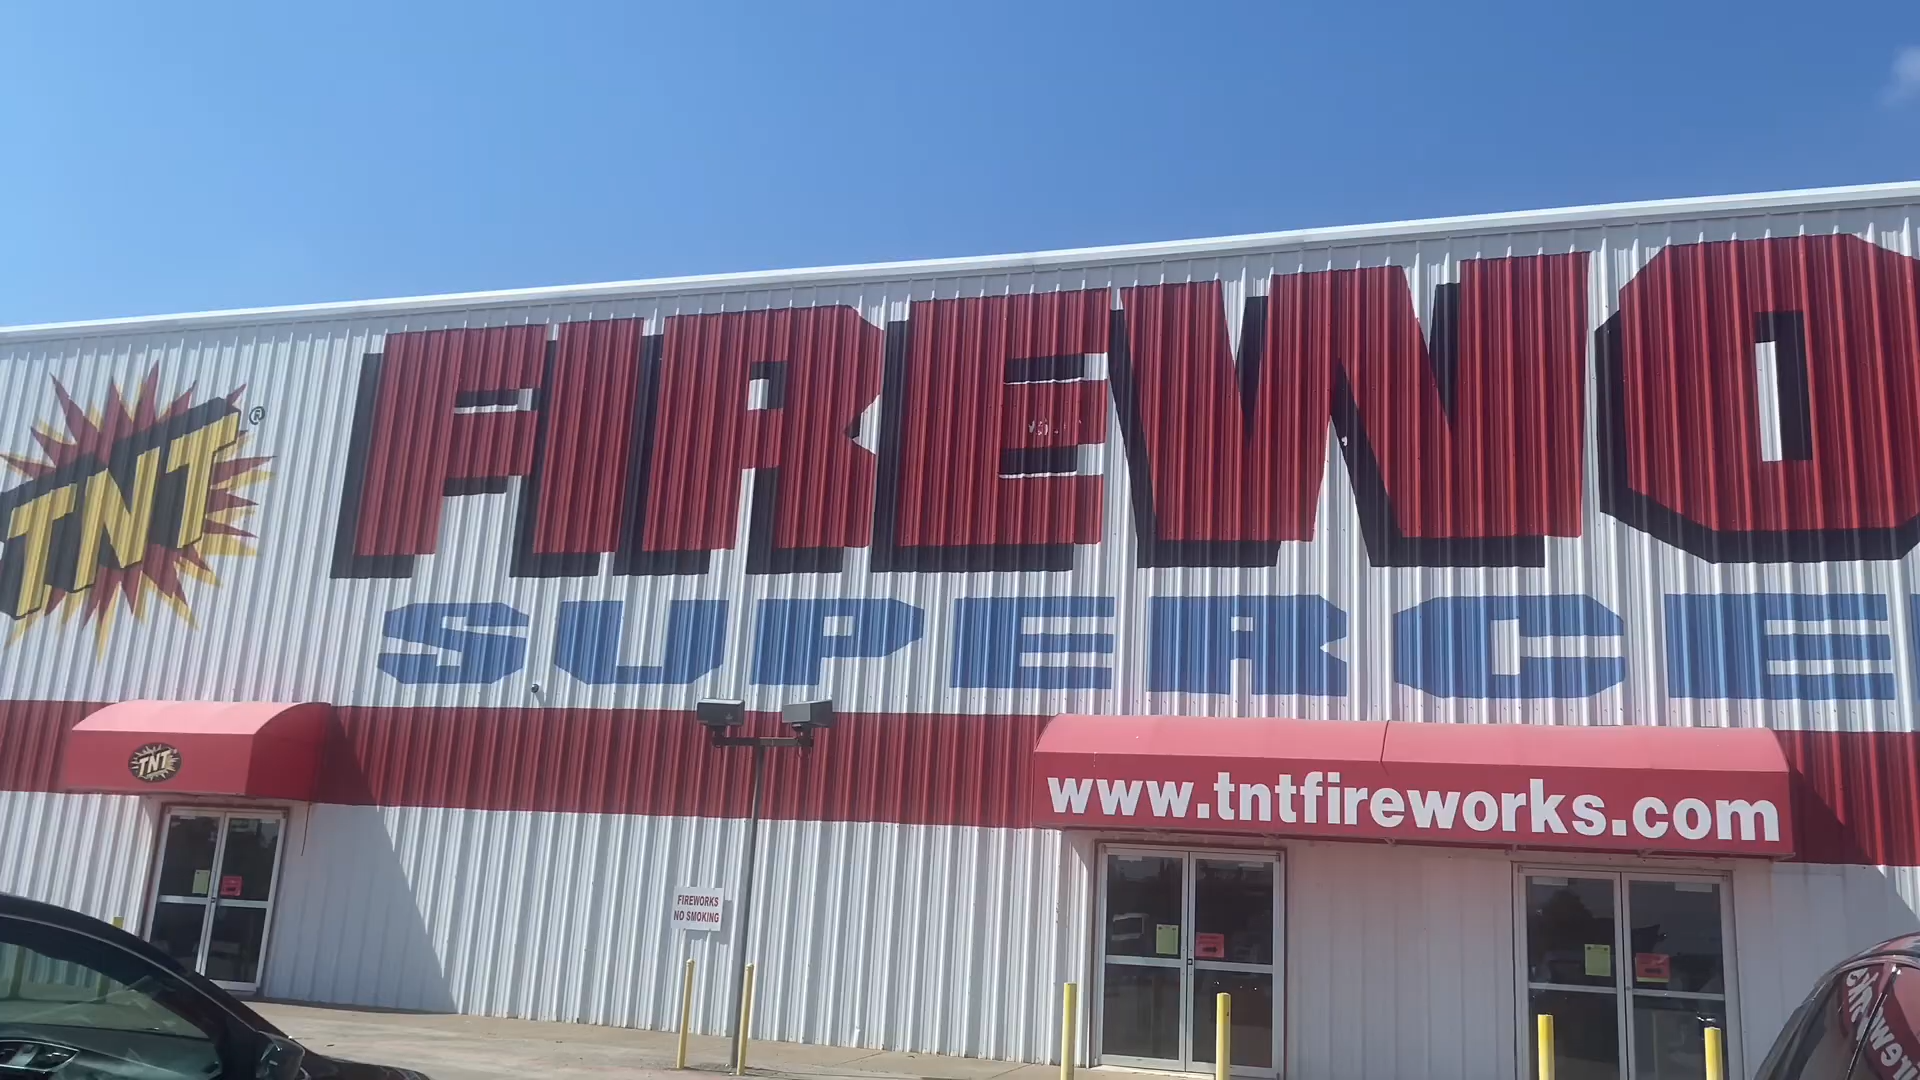 TNT®
FIREWO
SUPERCE
TNT
www.tntfireworks.com
FIREWORKS
NO SMOKING